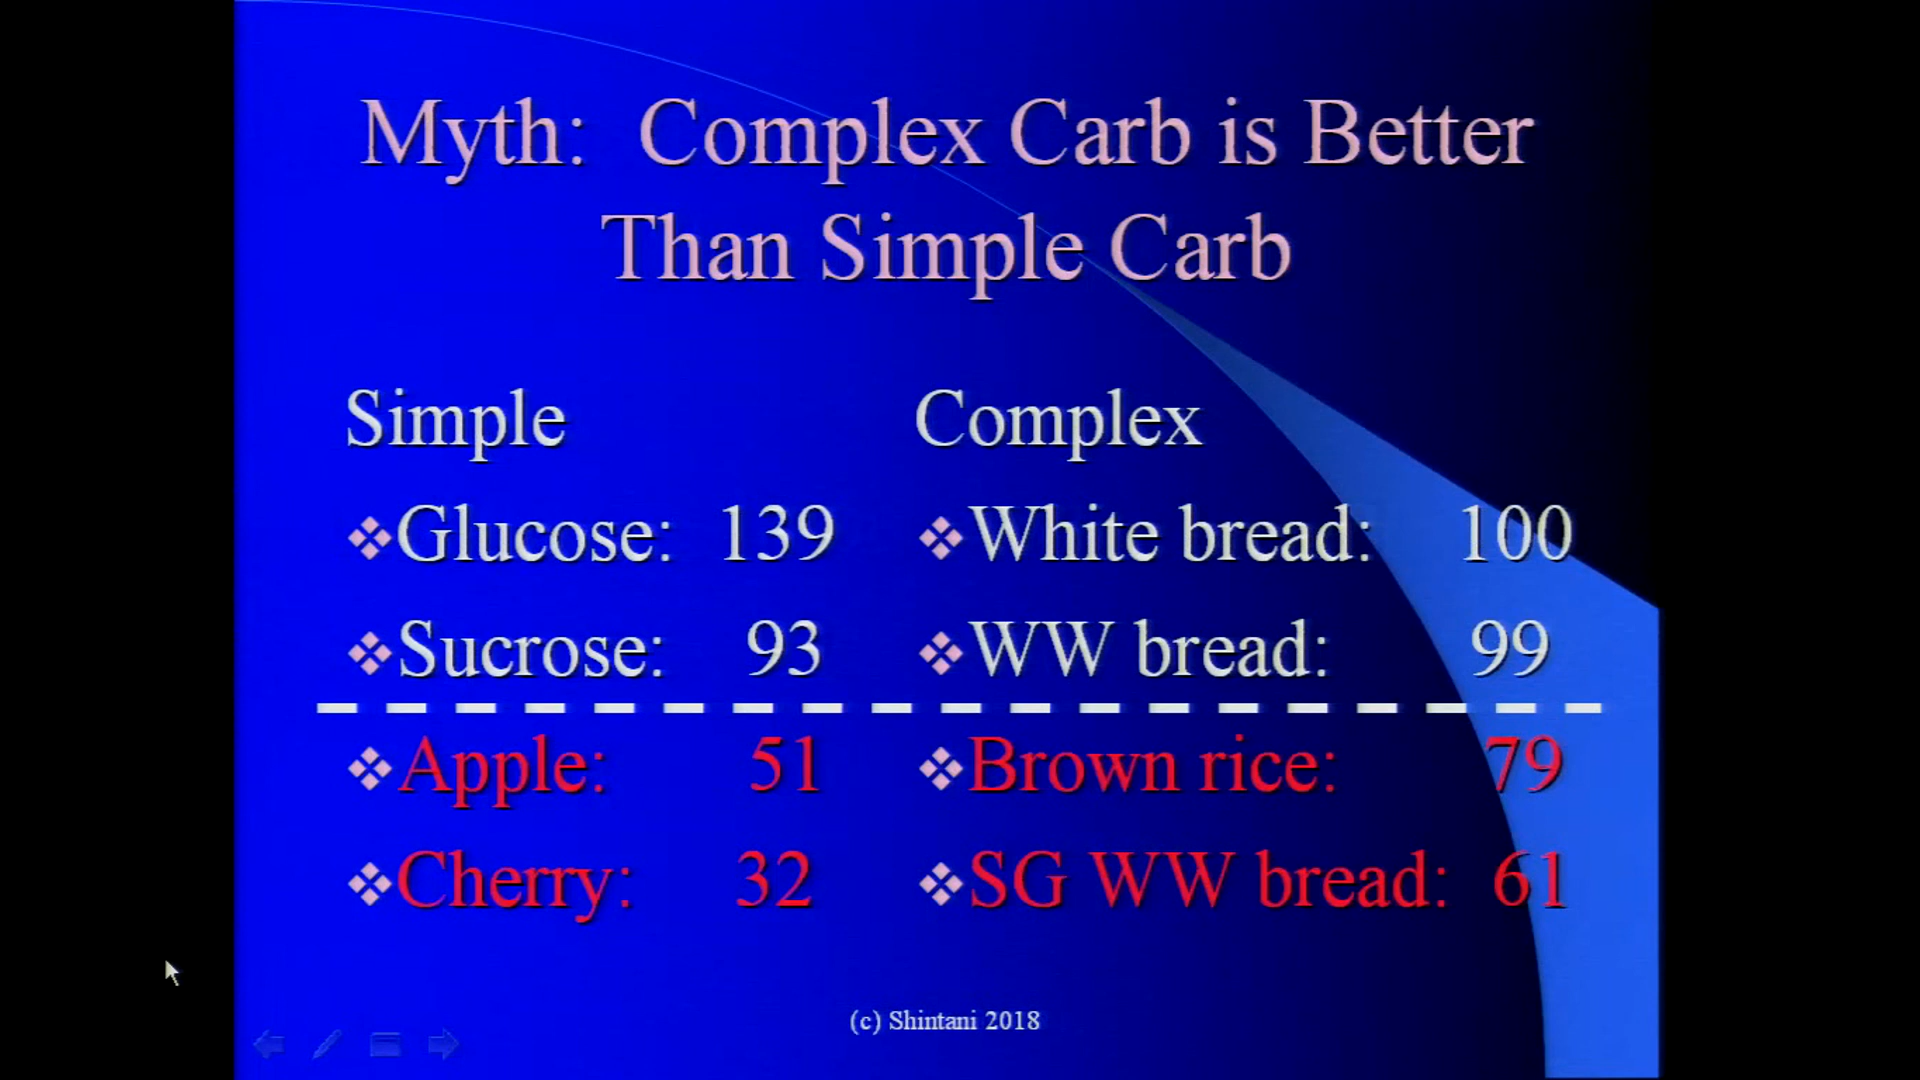 Myth: Complex Carb is Better
Than Simple Carb
Simple
Glucose: 139
Sucrose: 93
Apple: 51
Cherry: 32
Complex
White bread: 100
WW bread: 99
Brown rice: 79
SG WW bread: 61
(c) Shintani 2018